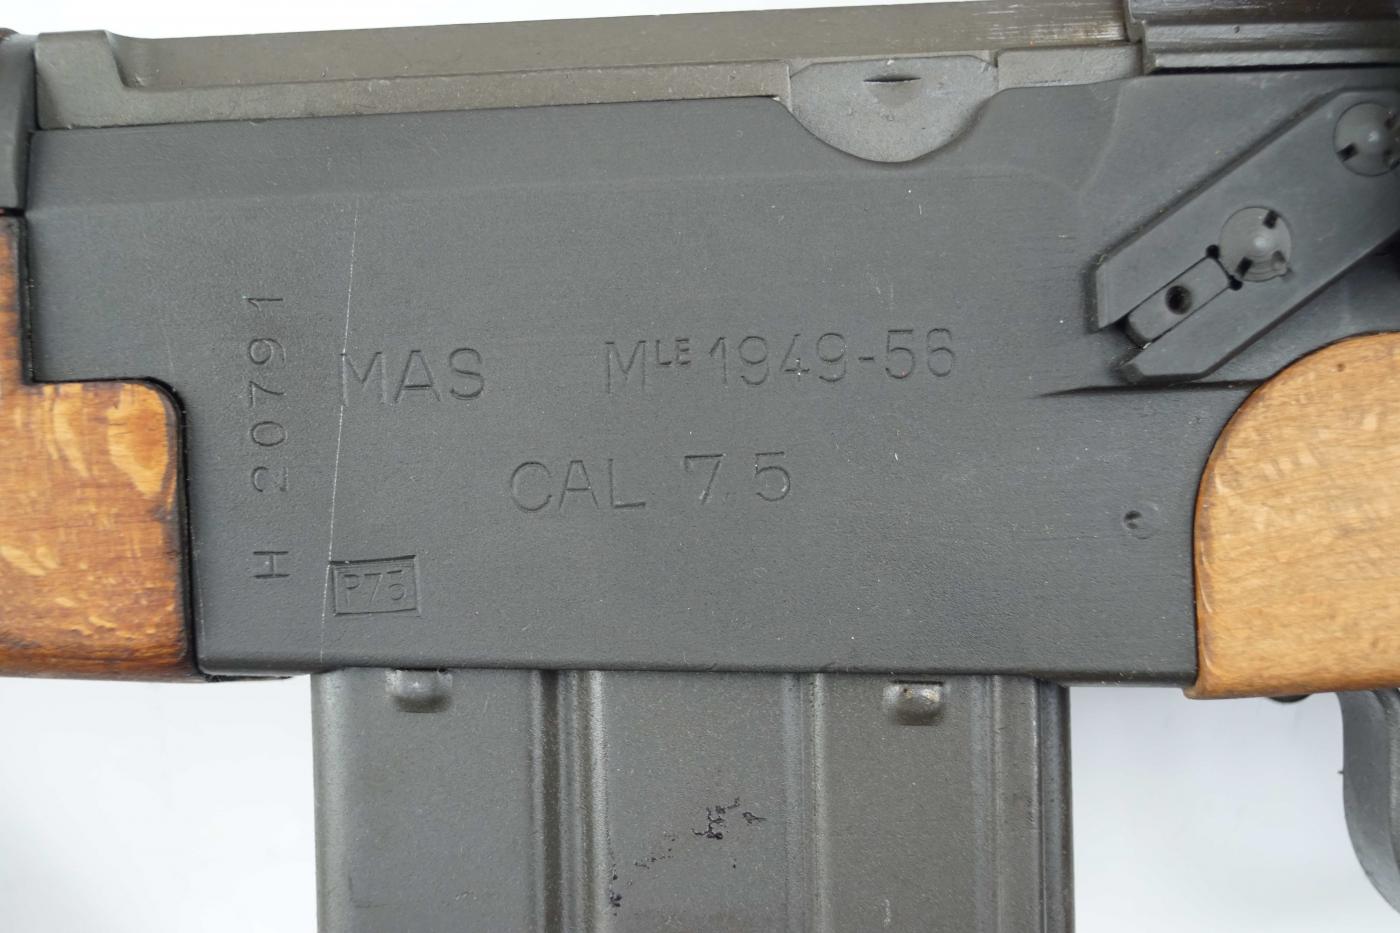 MAS MLE 1949-56
CAL 7.5
H 20791
P75